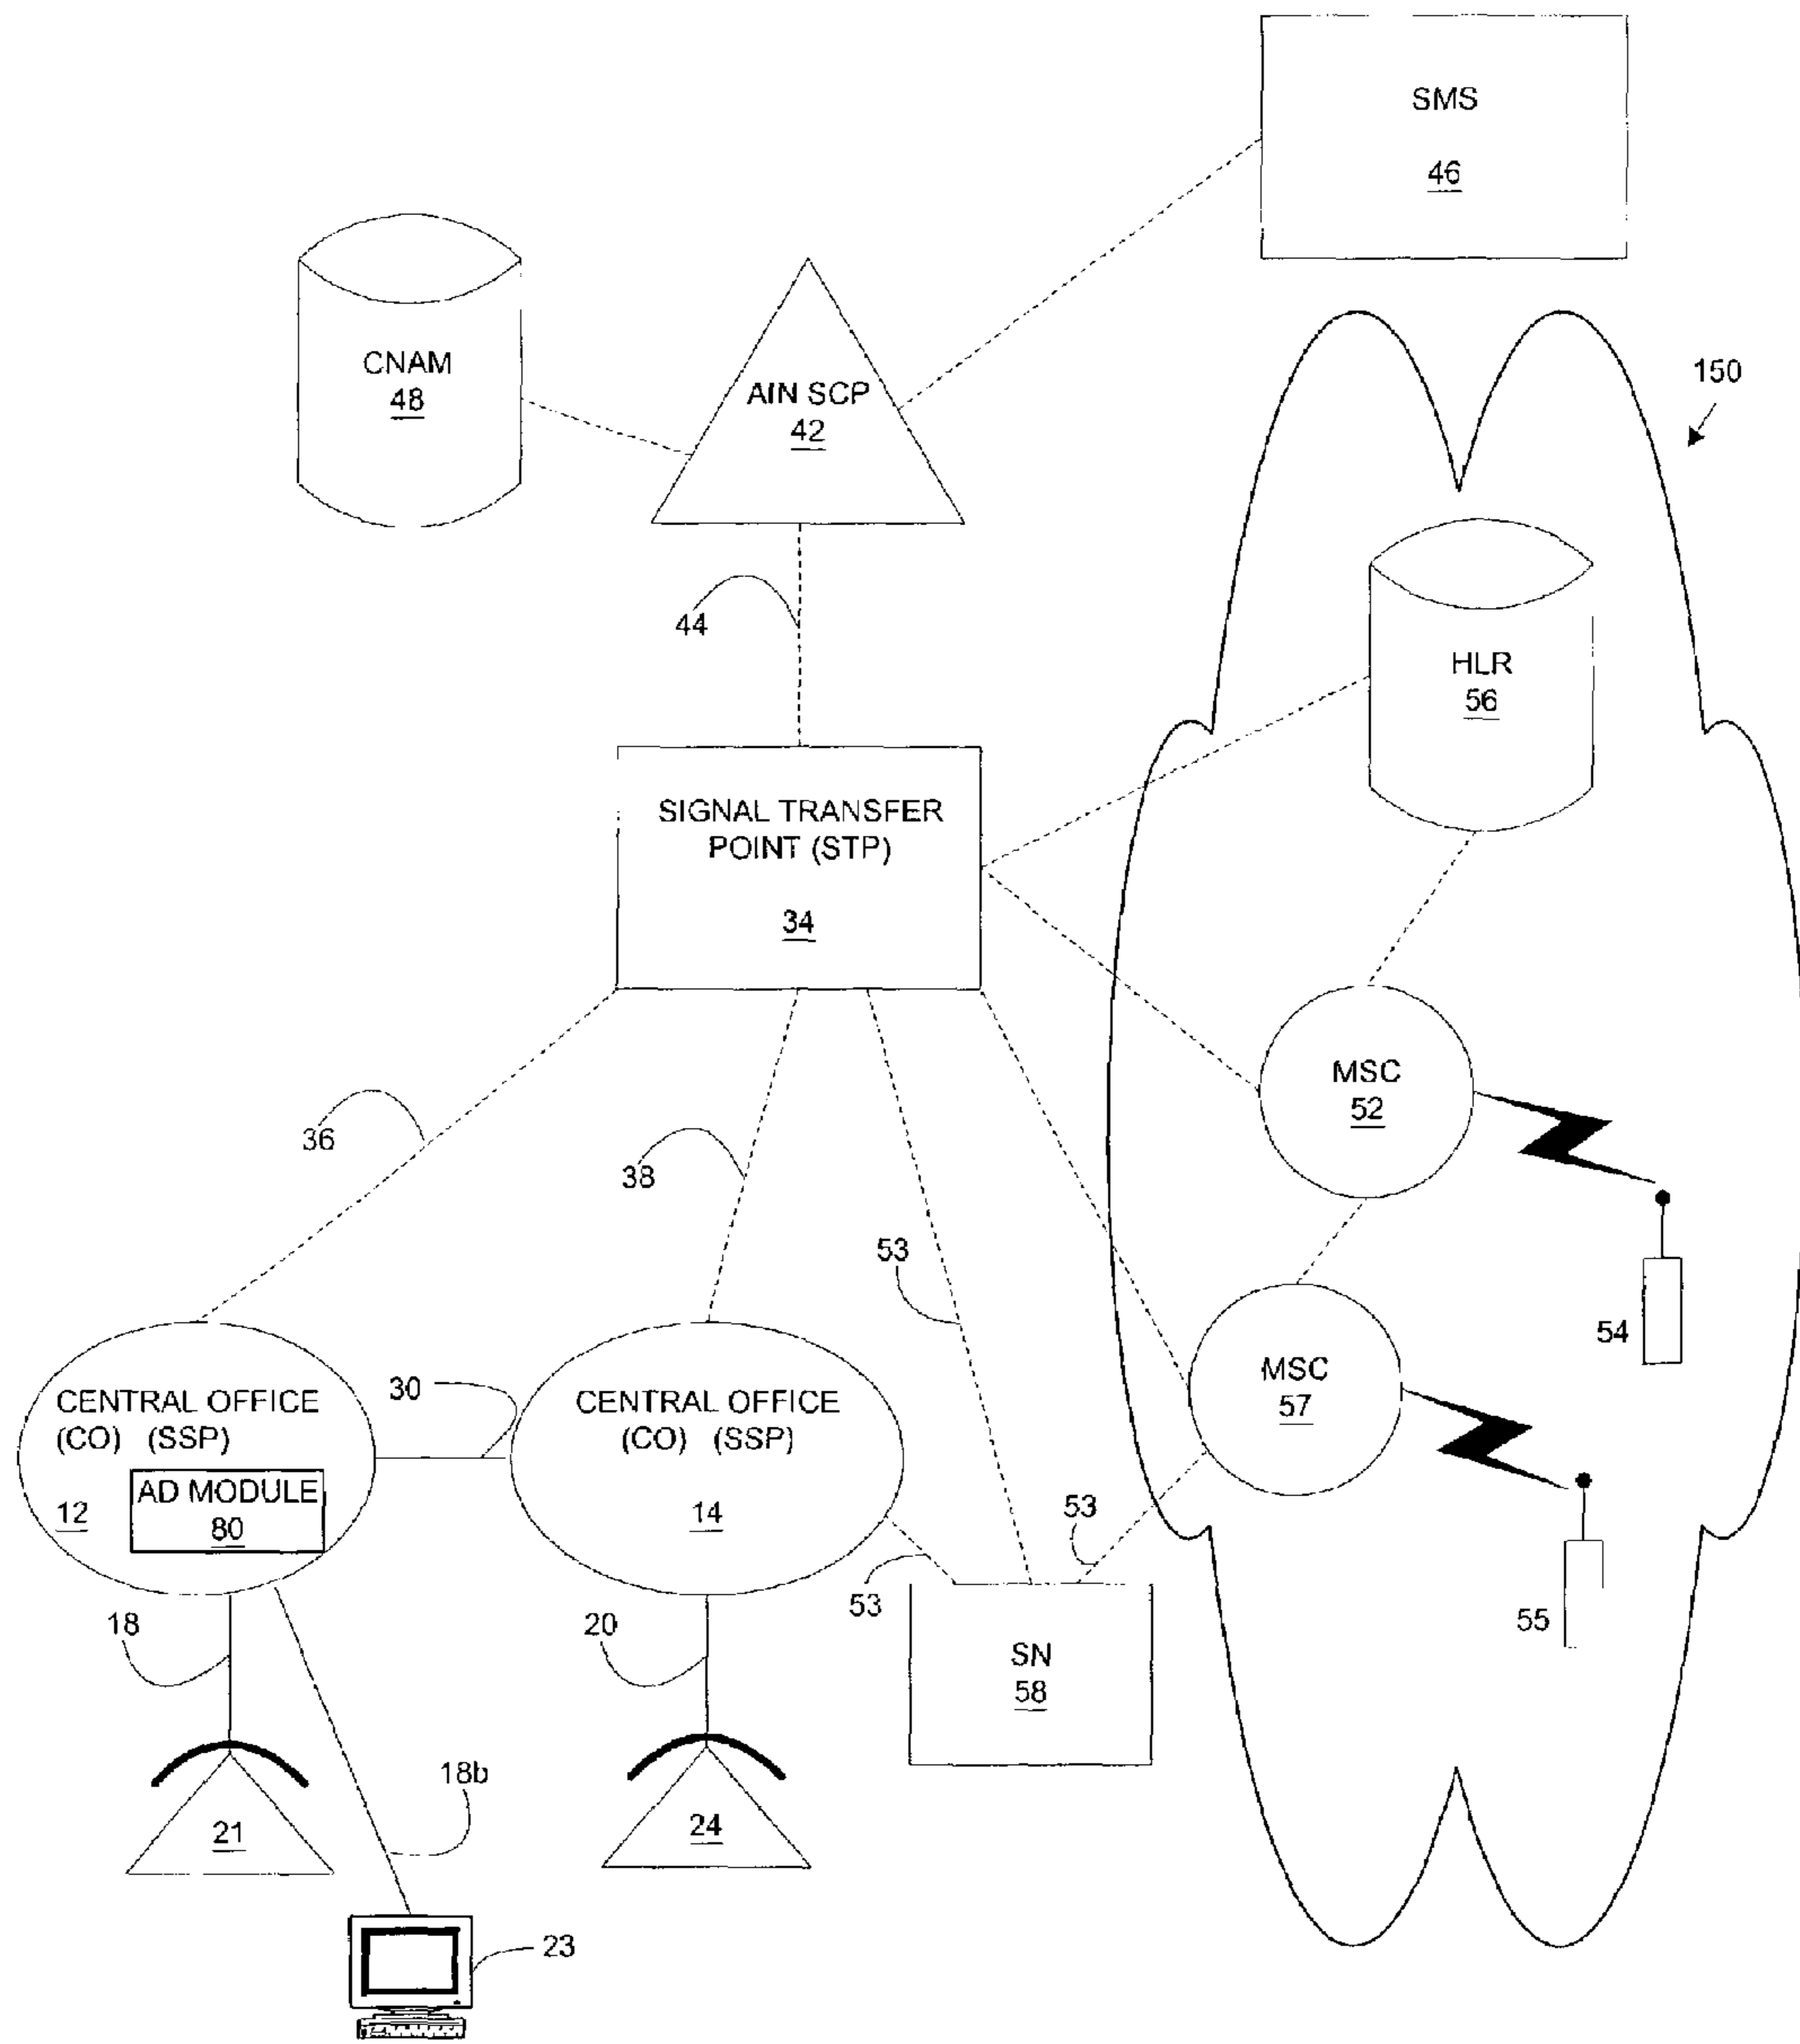 SMS
46
CNAM
48
AIN SCP
42
150
44
HLR
56
SIGNAL TRANSFER
POINT (STP)
34
MSC
52
36
38
53
54
MSC
57
CENTRAL OFFICE
(CO) (SSP)
AD MODULE
12
80
30
CENTRAL OFFICE
(CO) (SSP)
14
53
53
55
18
20
SN
58
18b
21
24
23